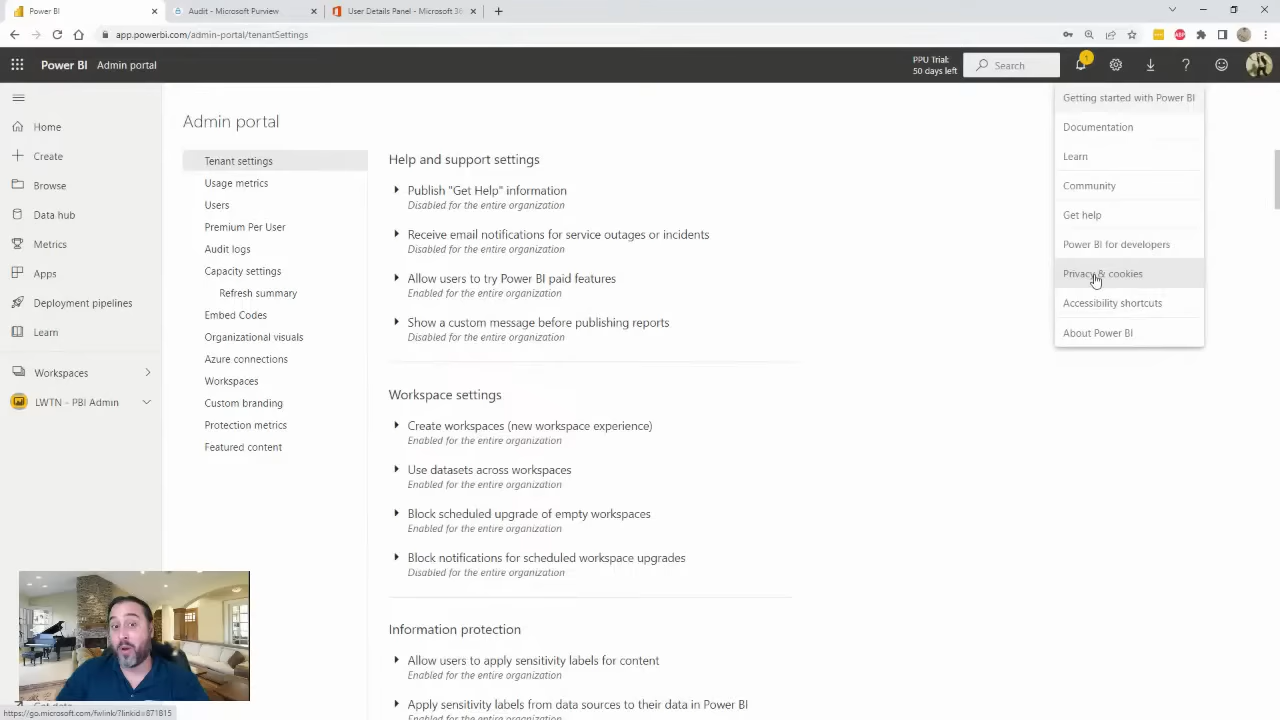 Power BI
Audit - Microsoft Purview
User Details Panel - Microsoft 36
app.powerbi.com/admin-portal/tenantSettings
Power BI Admin portal
PPU Trial:
50 days left
Search
1
Home
Create
Browse
Data hub
Metrics
Apps
Deployment pipelines
Learn
Workspaces
LWTN - PBI Admin
Admin portal
Tenant settings
Usage metrics
Users
Premium Per User
Audit logs
Capacity settings
Refresh summary
Embed Codes
Organizational visuals
Azure connections
Workspaces
Custom branding
Protection metrics
Featured content
Help and support settings
Publish "Get Help" information
Disabled for the entire organization
Receive email notifications for service outages or incidents
Disabled for the entire organization
Allow users to try Power BI paid features
Enabled for the entire organization
Show a custom message before publishing reports
Disabled for the entire organization
Workspace settings
Create workspaces (new workspace experience)
Enabled for the entire organization
Use datasets across workspaces
Enabled for the entire organization
Block scheduled upgrade of empty workspaces
Enabled for the entire organization
Block notifications for scheduled workspace upgrades
Disabled for the entire organization
Information protection
Allow users to apply sensitivity labels for content
Enabled for the entire organization
Apply sensitivity labels from data sources to their data in Power BI
Getting started with Power BI
Documentation
Learn
Community
Get help
Power BI for developers
Privacy & cookies
Accessibility shortcuts
About Power BI
https://go.microsoft.com/fwlink/?linkid=871815